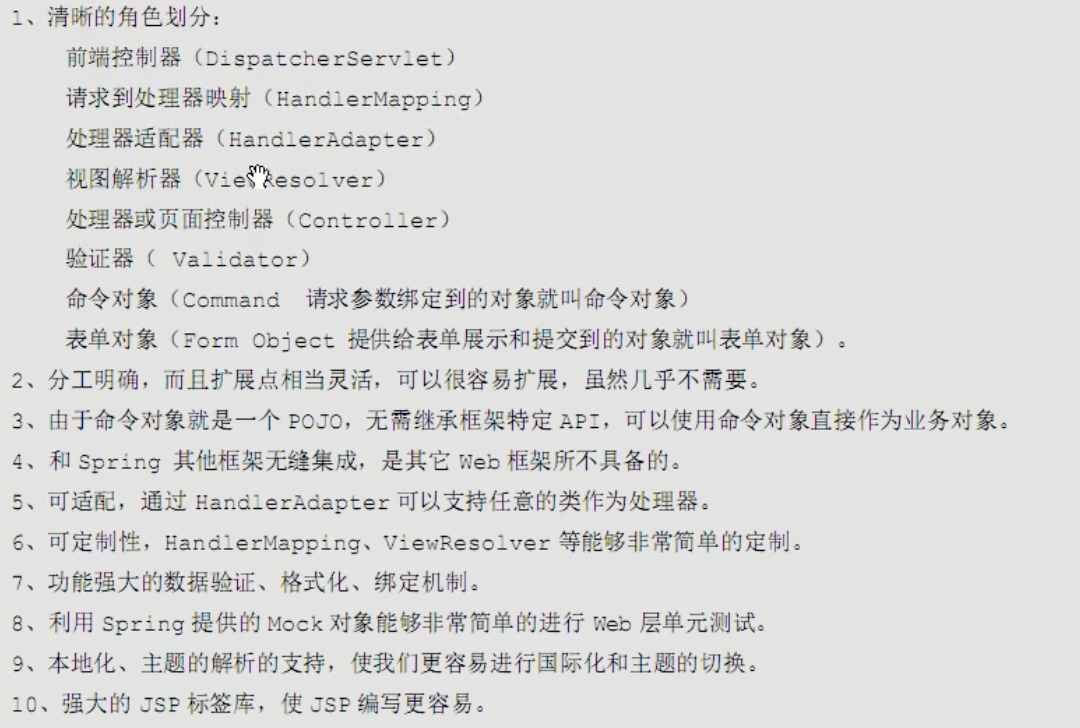 1、清晰的角色划分：
前端控制器（DispatcherServlet）
请求到处理器映射（HandlerMapping）
处理器适配器（HandlerAdapter）
视图解析器（ViewResolver）
处理器或页面控制器（Controller）
验证器（ Validator）
命令对象（Command 请求参数绑定到的对象就叫命令对象）
表单对象（Form Object 提供给表单展示和提交到的对象就叫表单对象）。
2、分工明确，而且扩展点相当灵活，可以很容易扩展，虽然几乎不需要。
3、由于命令对象就是一个 POJO，无需继承框架特定 API，可以使用命令对象直接作为业务对象。
4、和 Spring 其他框架无缝集成，是其它 Web 框架所不具备的。
5、可适配，通过 HandlerAdapter 可以支持任意的类作为处理器。
6、可定制性，HandlerMapping、ViewResolver 等能够非常简单的定制。
7、功能强大的数据验证、格式化、绑定机制。
8、利用 Spring 提供的 Mock 对象能够非常简单的进行 Web 层单元测试。
9、本地化、主题的解析的支持，使我们更容易进行国际化和主题的切换。
10、强大的 JSP 标签库，使 JSP 编写更容易。